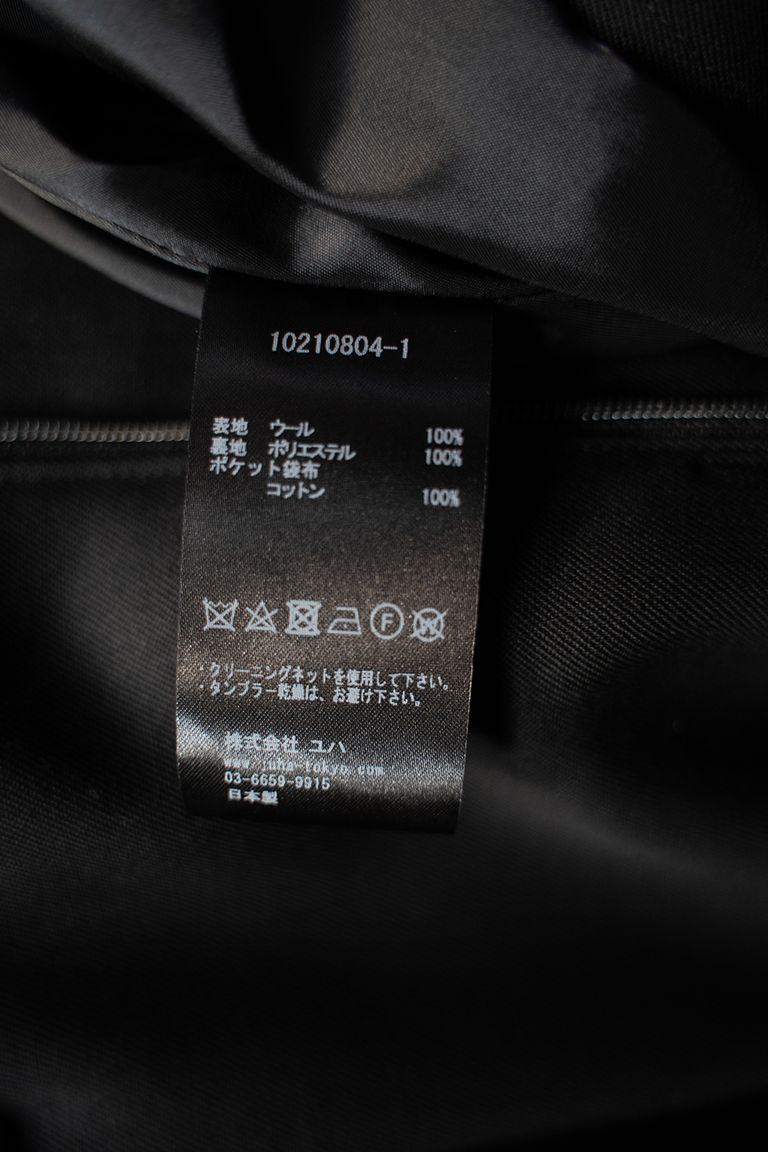 10210804-1
表地 ウール 100%
裏地 ポリエステル 100%
ポケット袋布
コットン 100%
F
W
・クリーニングネットを使用して下さい。
・タンブラー乾燥は、お避け下さい。
株式会社 ユハ
www.juha-tokyo.com
03-6659-9915
日本製